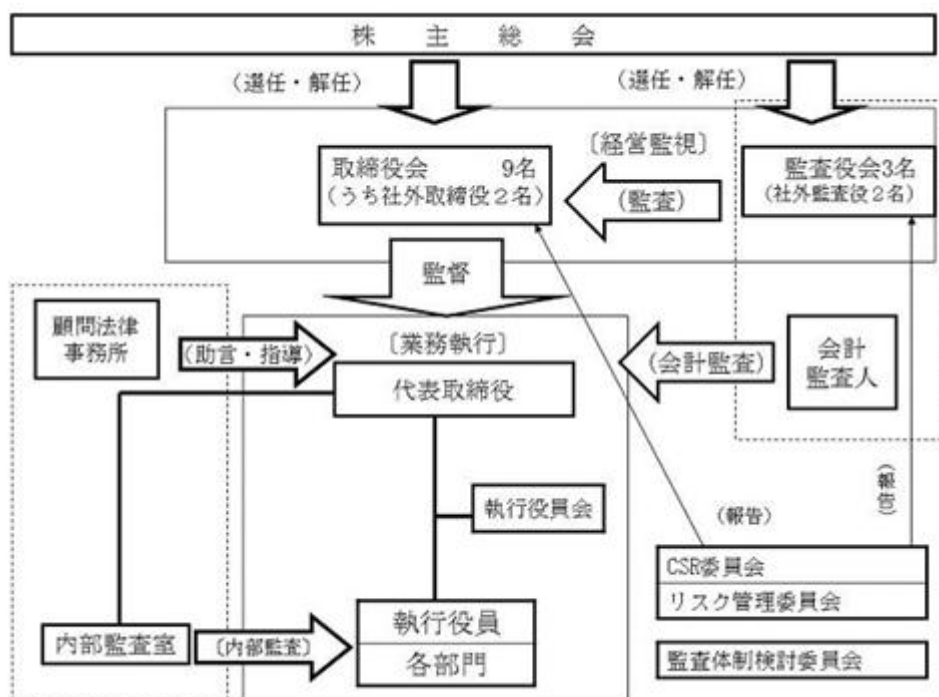 株主総会
（選任・解任）
（選任・解任）
〔経営監視〕
取締役会 9名
（うち社外取締役２名）
（監査）
監査役会3名
（社外監査役２名）
監督
顧問法律
事務所
（助言・指導）
〔業務執行〕
代表取締役
（会計監査）
会計
監査人
執行役員会
（報告）
（報告）
CSR委員会
リスク管理委員会
内部監査室
〔内部監査〕
執行役員
各部門
監査体制検討委員会